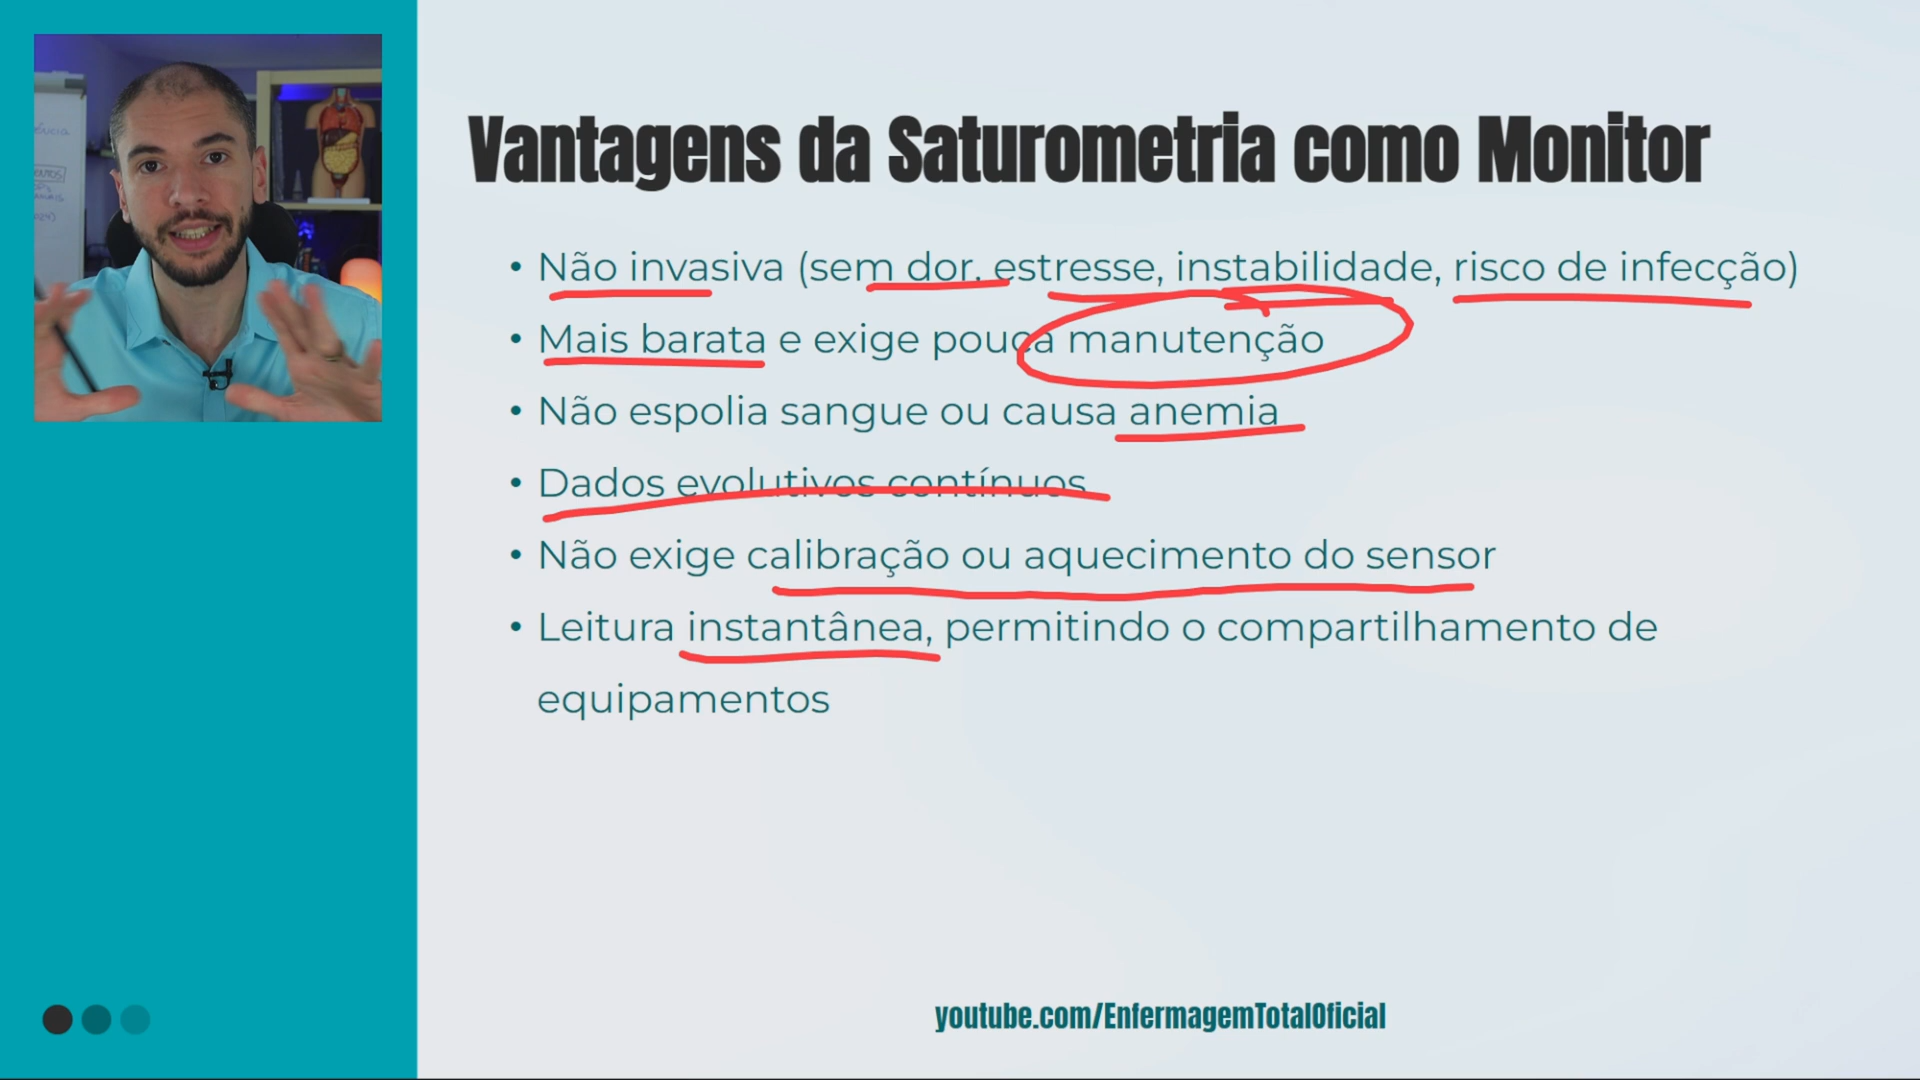 Vantagens da Saturometria como Monitor
• Não invasiva (sem dor, estresse, instabilidade, risco de infecção)
• Mais barata e exige pouca manutenção
• Não espolia sangue ou causa anemia
• Dados evolutivos contínuos
• Não exige calibração ou aquecimento do sensor
• Leitura instantânea, permitindo o compartilhamento de
equipamentos
youtube.com/EnfermagemTotalOficial